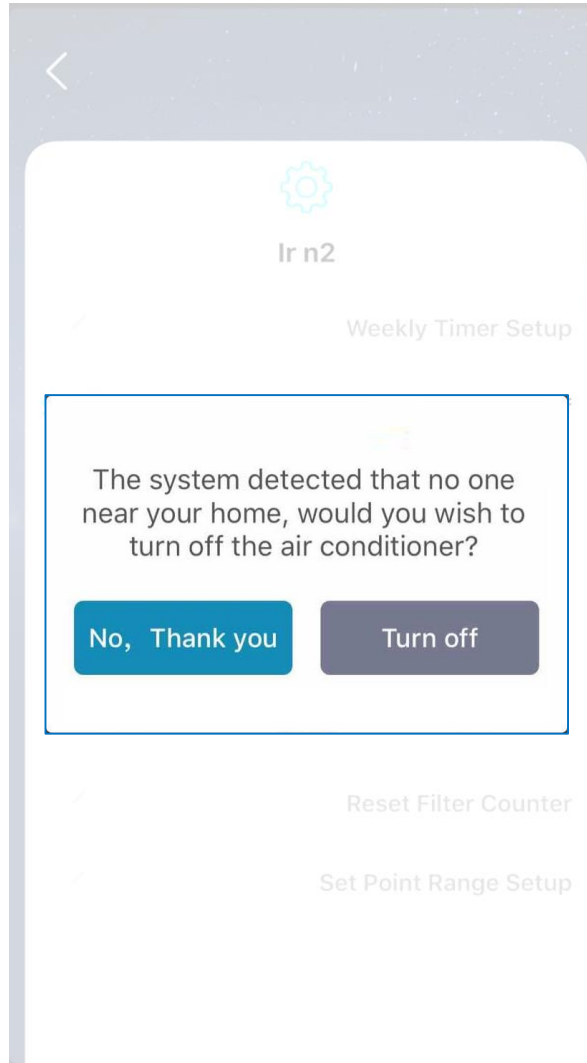 Ir n2
Weekly Timer Setup
The system detected that no one
near your home, would you wish to
turn off the air conditioner?
No, Thank you
Turn off
Reset Filter Counter
Set Point Range Setup